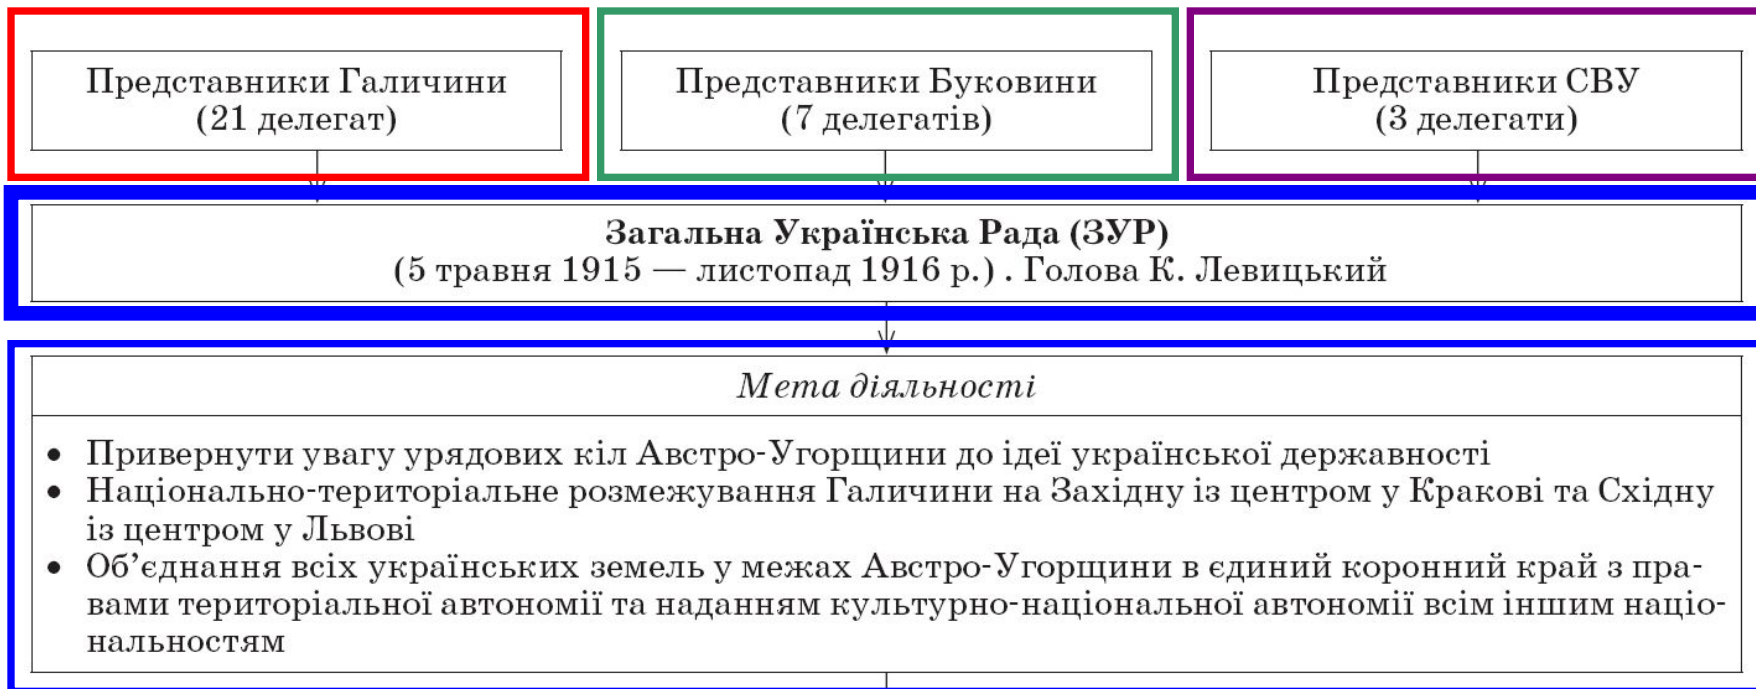 Представники Галичини
(21 делегат)
Представники Буковини
(7 делегатів)
Представники СВУ
(3 делегати)
Загальна Українська Рада (ЗУР)
(5 травня 1915 — листопад 1916 р.) . Голова К. Левицький
Мета діяльності
• Привернути увагу урядових кіл Австро-Угорщини до ідеї української державності
• Національно-територіальне розмежування Галичини на Західну із центром у Кракові та Східну
із центром у Львові
• Об’єднання всіх українських земель у межах Австро-Угорщини в єдиний коронний край з пра-
вами територіальної автономії та наданням культурно-національної автономії всім іншим націо-
нальностям